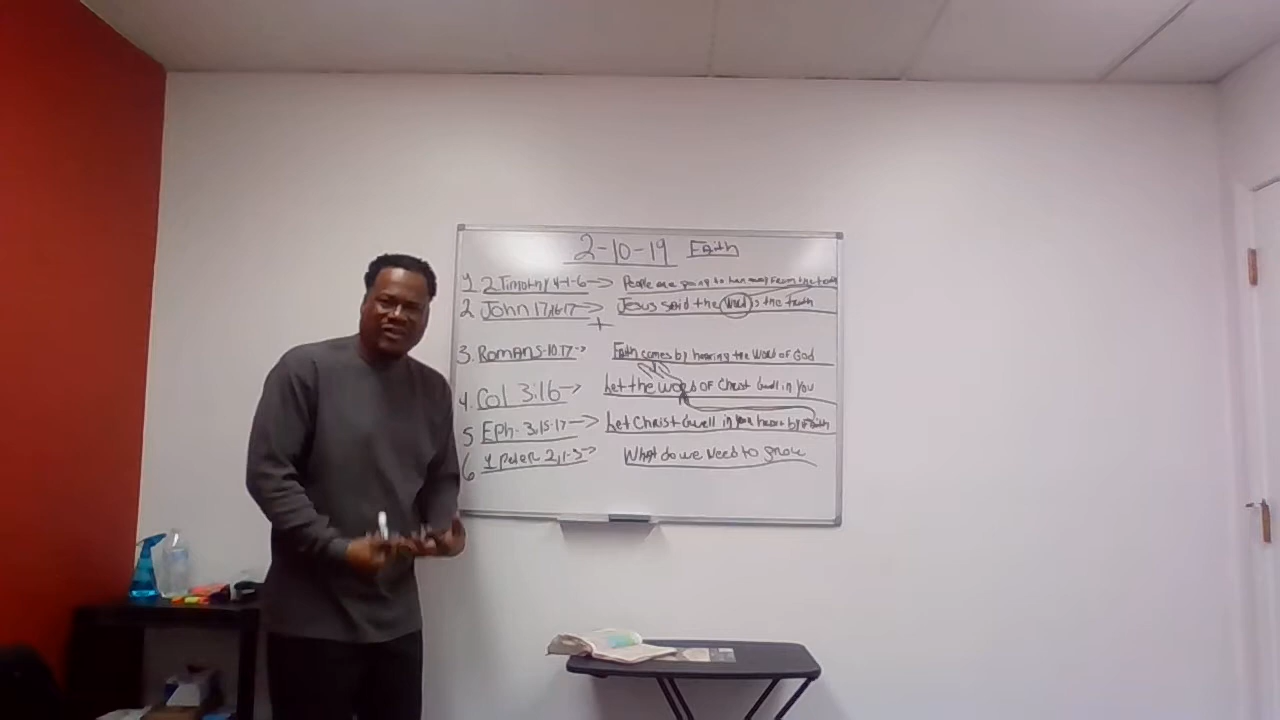 2-10-19 Faith
1 2 Timothy 4-1-6 → People are going to turn away From the truth
2 John 17,16-17 → Jesus said the word is the truth
+
3. Romans-10:17 → Faith comes by hearing the Word of God
4. Col 3:16 → Let the word of Christ dwell in you
5 Eph- 3,15-17 → Let Christ dwell in your heart by Faith
6 1 Peter 2,1-3 → What do we need to grow